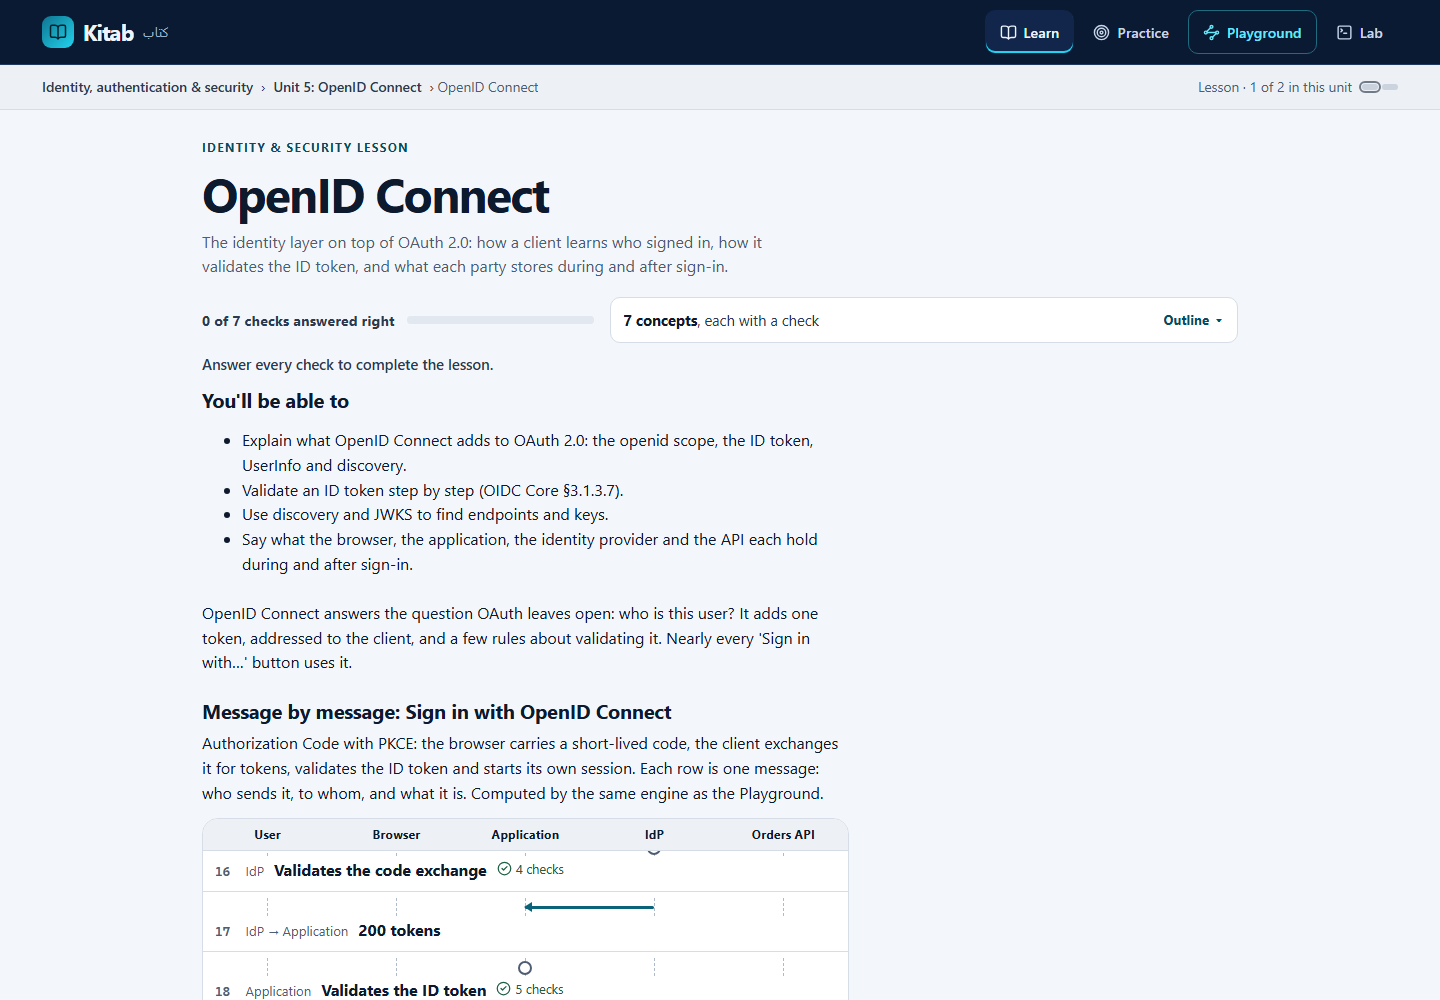 Kitab كتاب
Learn
Practice
Playground
Lab
Identity, authentication & security › Unit 5: OpenID Connect › OpenID Connect
Lesson · 1 of 2 in this unit
IDENTITY & SECURITY LESSON
OpenID Connect
The identity layer on top of OAuth 2.0: how a client learns who signed in, how it
validates the ID token, and what each party stores during and after sign-in.
0 of 7 checks answered right
7 concepts, each with a check
Outline
Answer every check to complete the lesson.
You'll be able to
• Explain what OpenID Connect adds to OAuth 2.0: the openid scope, the ID token,
UserInfo and discovery.
• Validate an ID token step by step (OIDC Core §3.1.3.7).
• Use discovery and JWKS to find endpoints and keys.
• Say what the browser, the application, the identity provider and the API each hold
during and after sign-in.
OpenID Connect answers the question OAuth leaves open: who is this user? It adds one
token, addressed to the client, and a few rules about validating it. Nearly every 'Sign in
with…' button uses it.
Message by message: Sign in with OpenID Connect
Authorization Code with PKCE: the browser carries a short-lived code, the client exchanges
it for tokens, validates the ID token and starts its own session. Each row is one message:
who sends it, to whom, and what it is. Computed by the same engine as the Playground.
User Browser Application IdP Orders API
16 IdP Validates the code exchange 4 checks
17 IdP → Application 200 tokens
18 Application Validates the ID token 5 checks